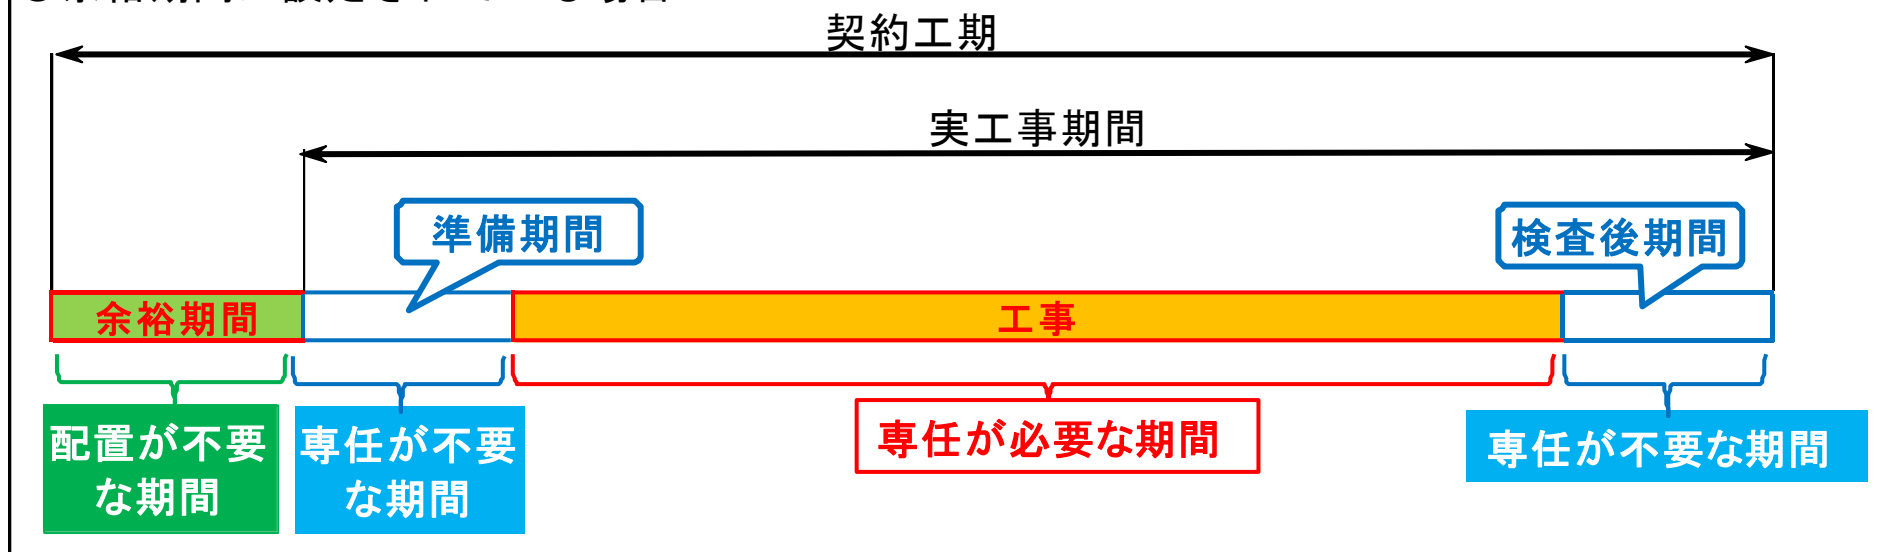 契約工期
実工事期間
準備期間
検査後期間
余裕期間
工事
配置が不要
な期間
専任が不要
な期間
専任が必要な期間
専任が不要な期間